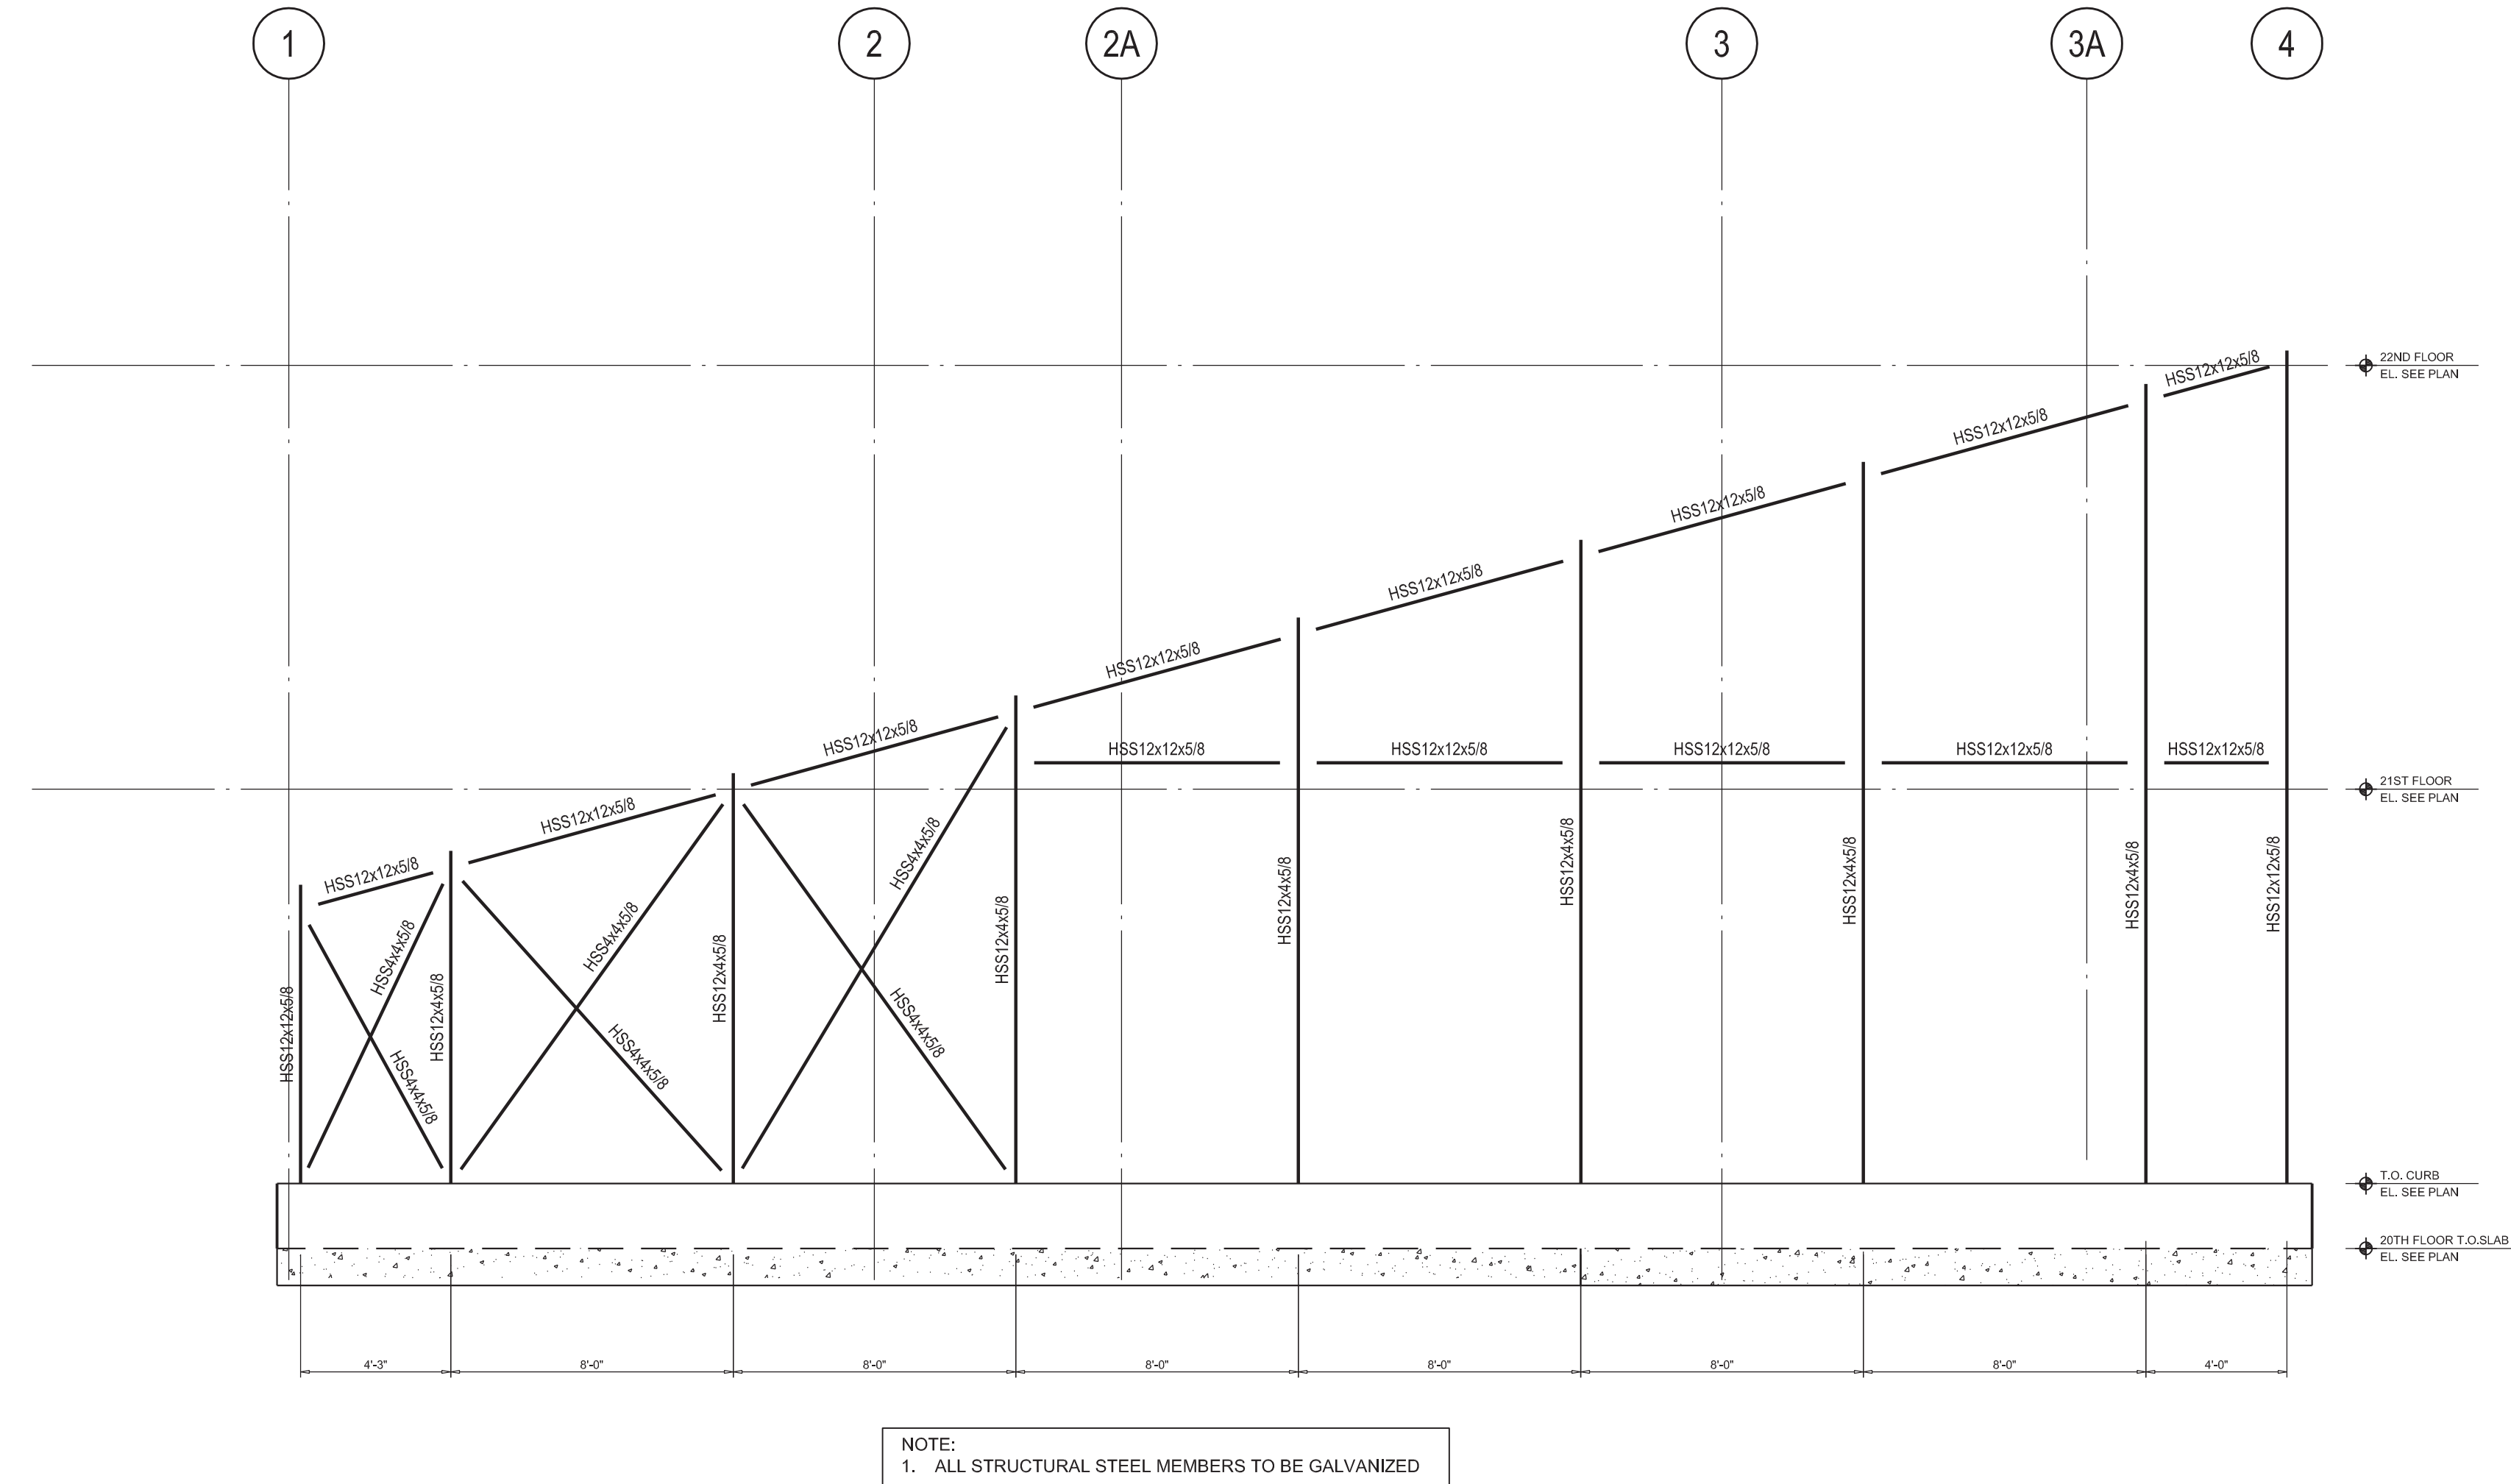 1
2
2A
3
3A
4
22ND FLOOR
EL. SEE PLAN
HSS12x12x5/8
HSS12x12x5/8
HSS12x12x5/8
HSS12x12x5/8
HSS12x12x5/8
HSS12x12x5/8
HSS12x12x5/8
HSS12x12x5/8
HSS12x12x5/8
HSS12x12x5/8
HSS12x12x5/8
HSS12x12x5/8
HSS12x12x5/8
21ST FLOOR
EL. SEE PLAN
HSS12x12x5/8
HSS4x4x5/8
HSS4x4x5/8
HSS12x4x5/8
HSS4x4x5/8
HSS4x4x5/8
HSS12x4x5/8
HSS4x4x5/8
HSS4x4x5/8
HSS12x4x5/8
HSS12x4x5/8
HSS12x4x5/8
HSS12x4x5/8
HSS12x4x5/8
HSS12x12x5/8
T.O. CURB
EL. SEE PLAN
20TH FLOOR T.O.SLAB
EL. SEE PLAN
4'-3"
8'-0"
8'-0"
8'-0"
8'-0"
8'-0"
8'-0"
4'-0"
NOTE:
1. ALL STRUCTURAL STEEL MEMBERS TO BE GALVANIZED